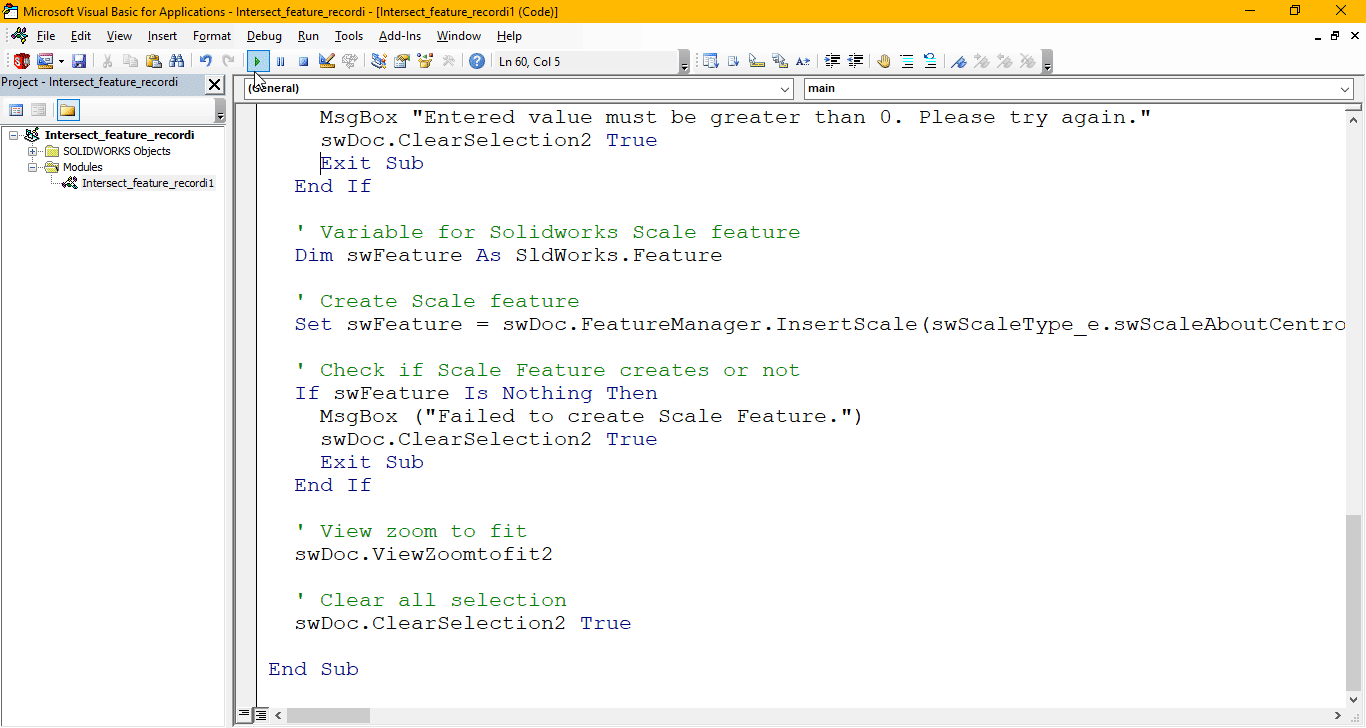 Microsoft Visual Basic for Applications - Intersect_feature_recordi - [Intersect_feature_recordi1 (Code)]
File Edit View Insert Format Debug Run Tools Add-Ins Window Help
Ln 60, Col 5
Project - Intersect_feature_recordi
(General) main
Intersect_feature_recordi
SOLIDWORKS Objects
Modules
Intersect_feature_recordi1
MsgBox "Entered value must be greater than 0. Please try again."
swDoc.ClearSelection2 True
Exit Sub
End If
' Variable for Solidworks Scale feature
Dim swFeature As SldWorks.Feature
' Create Scale feature
Set swFeature = swDoc.FeatureManager.InsertScale(swScaleType_e.swScaleAboutCentro
' Check if Scale Feature creates or not
If swFeature Is Nothing Then
MsgBox ("Failed to create Scale Feature.")
swDoc.ClearSelection2 True
Exit Sub
End If
' View zoom to fit
swDoc.ViewZoomtofit2
' Clear all selection
swDoc.ClearSelection2 True
End Sub